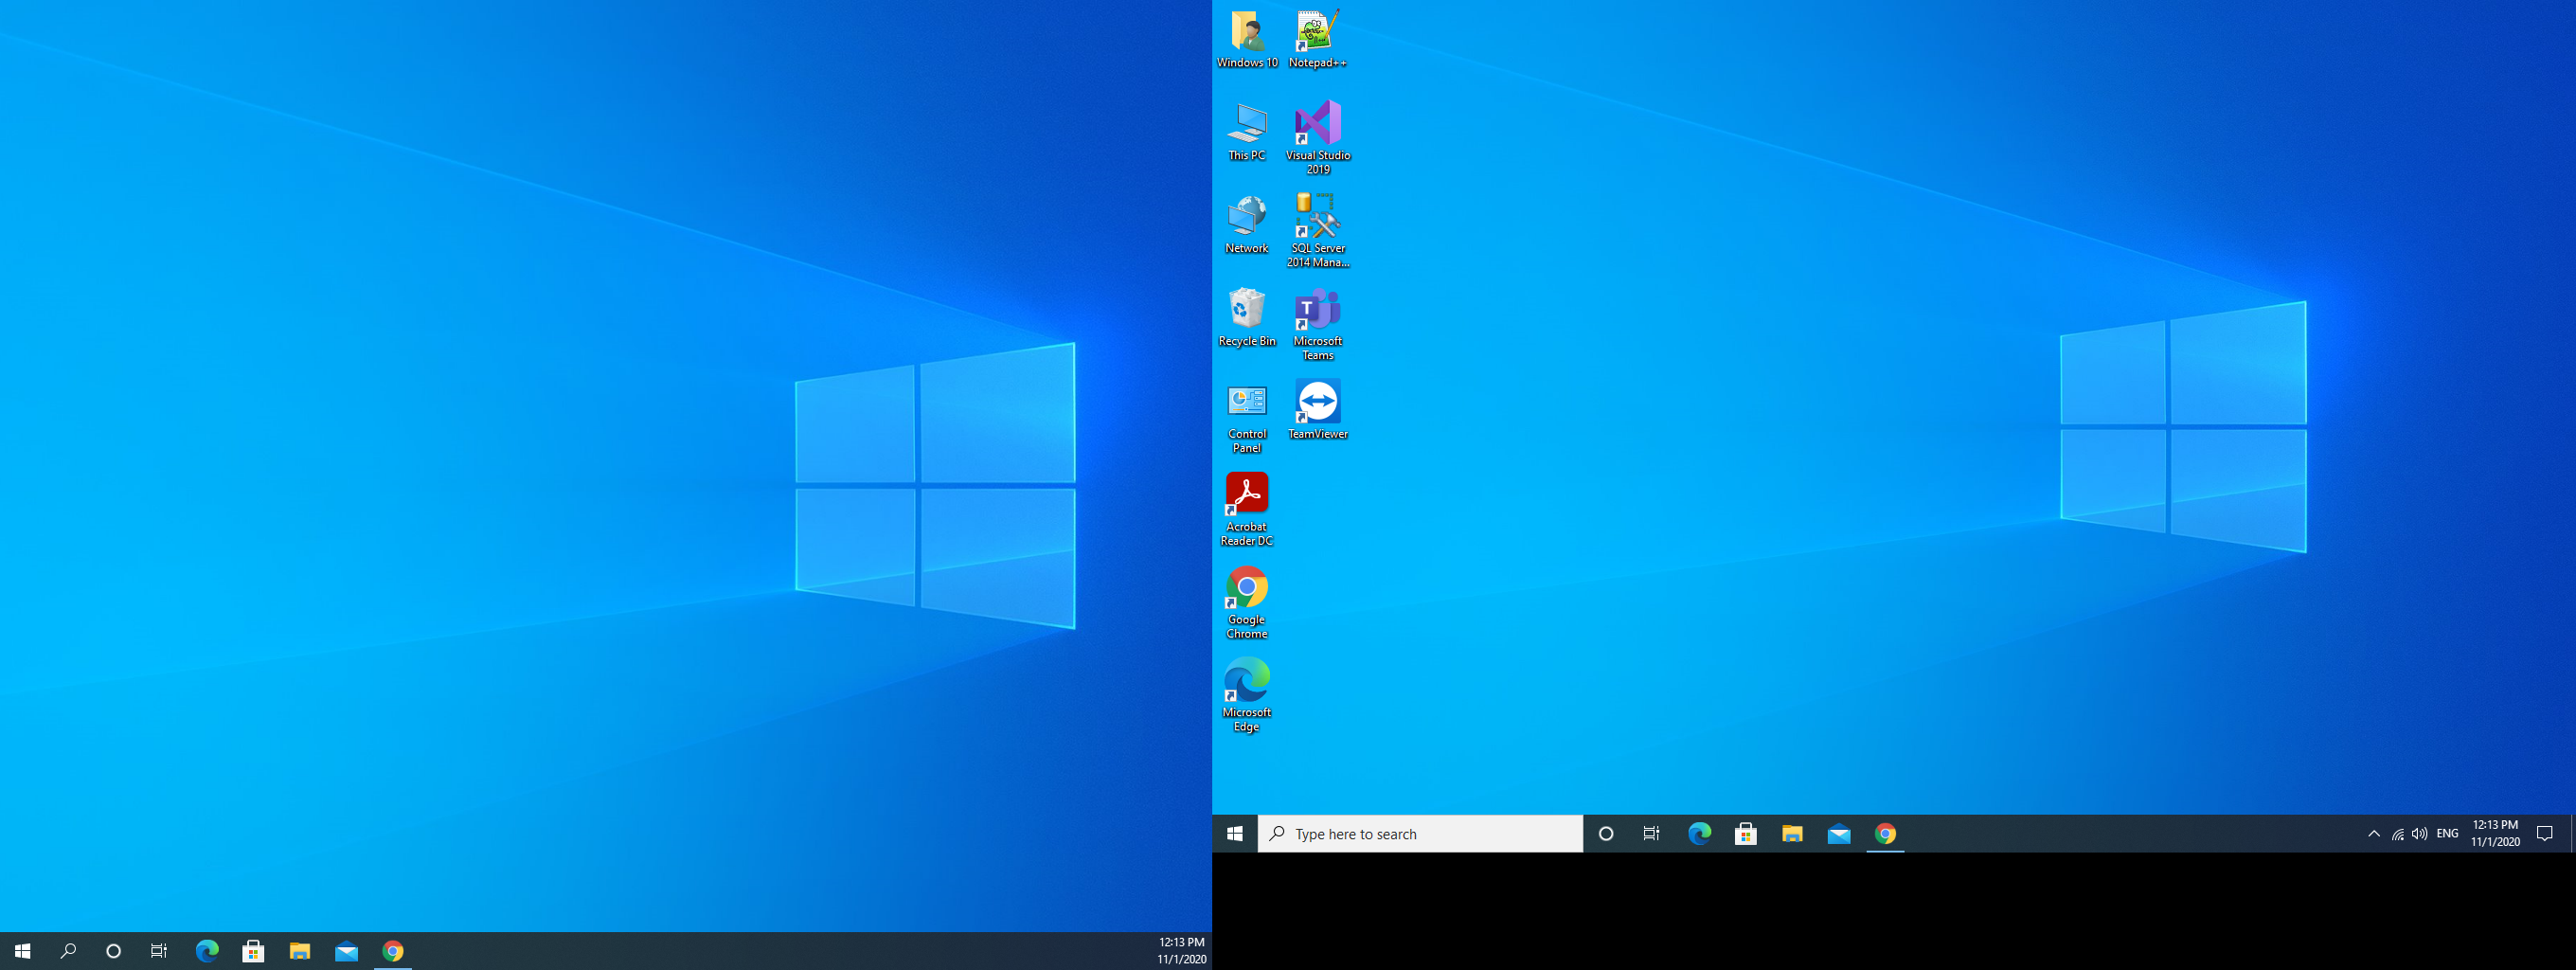 Windows 10
Notepad++
This PC
Visual Studio
2019
Network
SQL Server
2014 Mana...
Recycle Bin
Microsoft
Teams
Control
Panel
TeamViewer
Acrobat
Reader DC
Google
Chrome
Microsoft
Edge
Type here to search
ENG
12:13 PM
11/1/2020
12:13 PM
11/1/2020